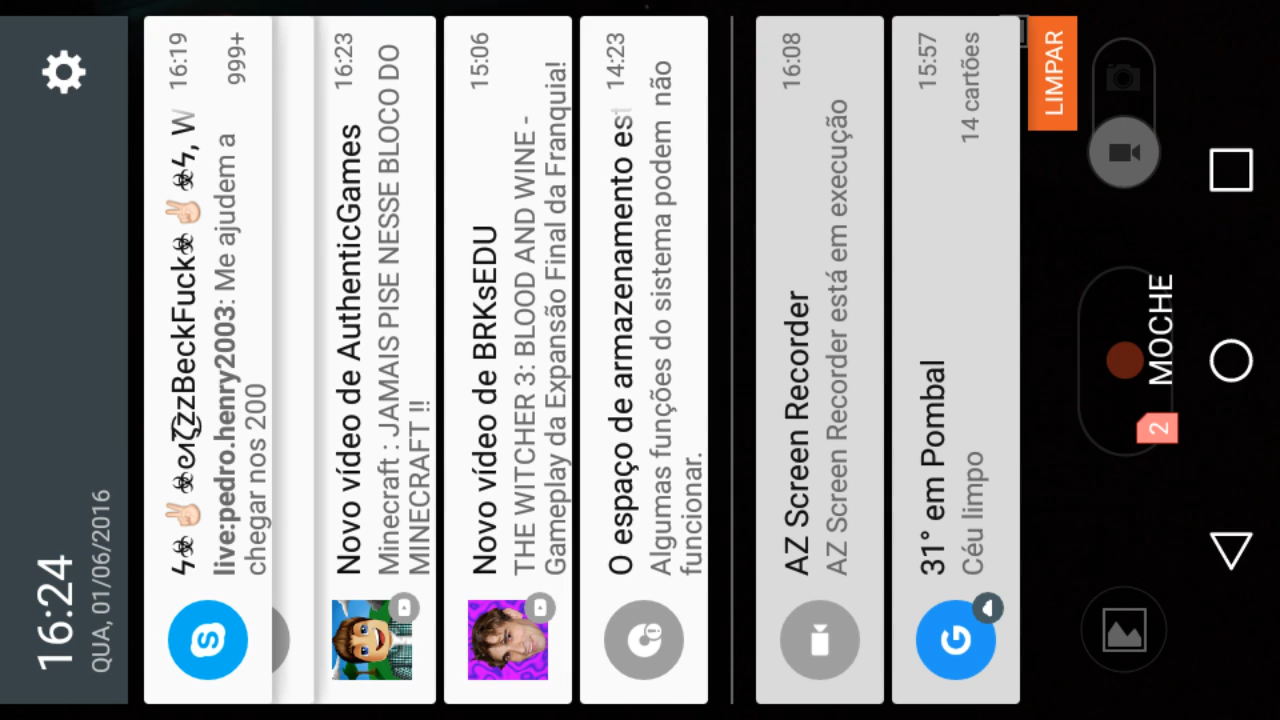 16:24
QUA, 01/06/2016
BeckFuck
16:19
live:pedro.henry2003: Me ajudem a
999+
chegar nos 200
Novo vídeo de AuthenticGames
16:23
Minecraft : JAMAIS PISE NESSE BLOCO DO
MINECRAFT !!
Novo vídeo de BRKsEDU
15:06
THE WITCHER 3: BLOOD AND WINE -
Gameplay da Expansão Final da Franquia!
O espaço de armazenamento est
14:23
Algumas funções do sistema podem não
funcionar.
AZ Screen Recorder
16:08
AZ Screen Recorder está em execução
31° em Pombal
15:57
Céu limpo
14 cartões
LIMPAR
2
MOCHE